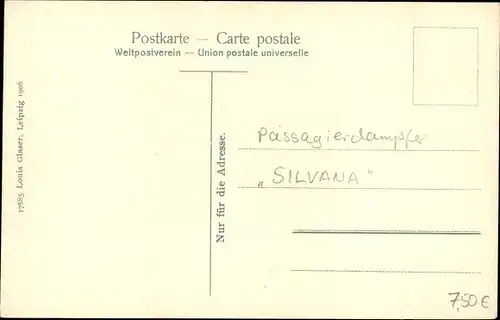 Postkarte — Carte postale
Weltpostverein — Union postale universelle
17885 Louis Glaser, Leipzig 1906
Nur für die Adresse.
Passagierdampfer
„SILVANA"
7,50 €